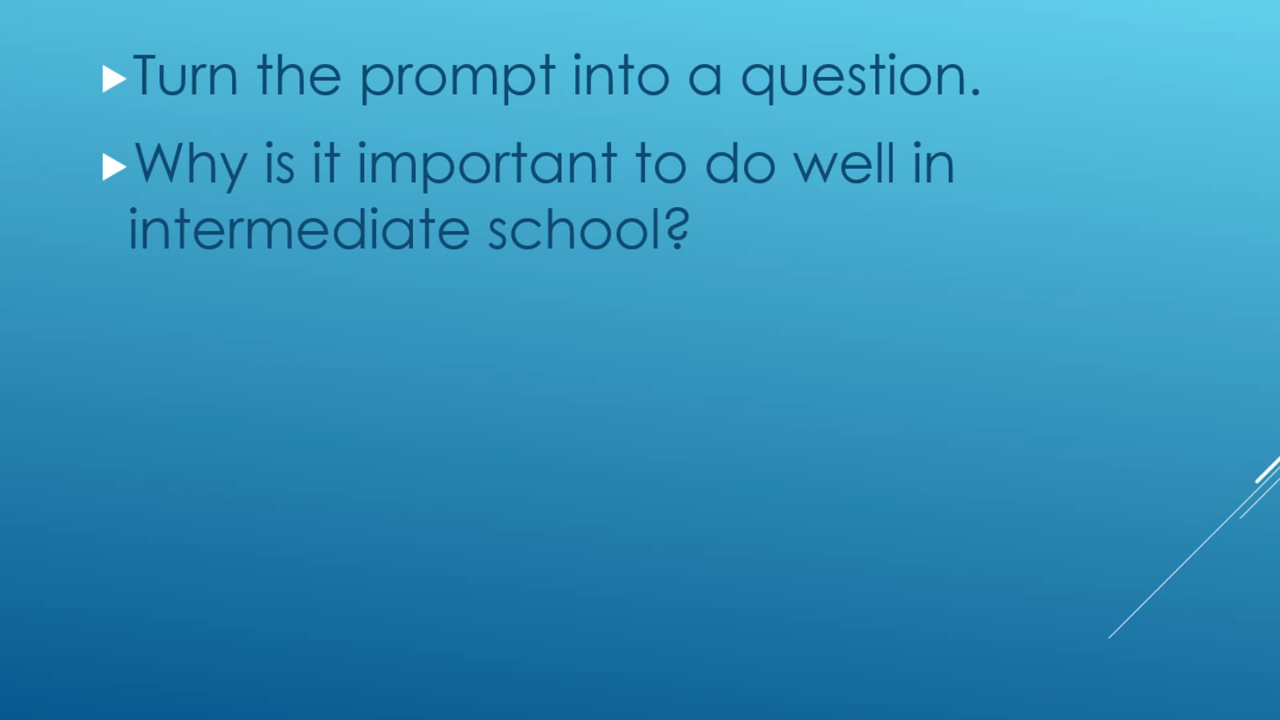 Turn the prompt into a question.
Why is it important to do well in
intermediate school?